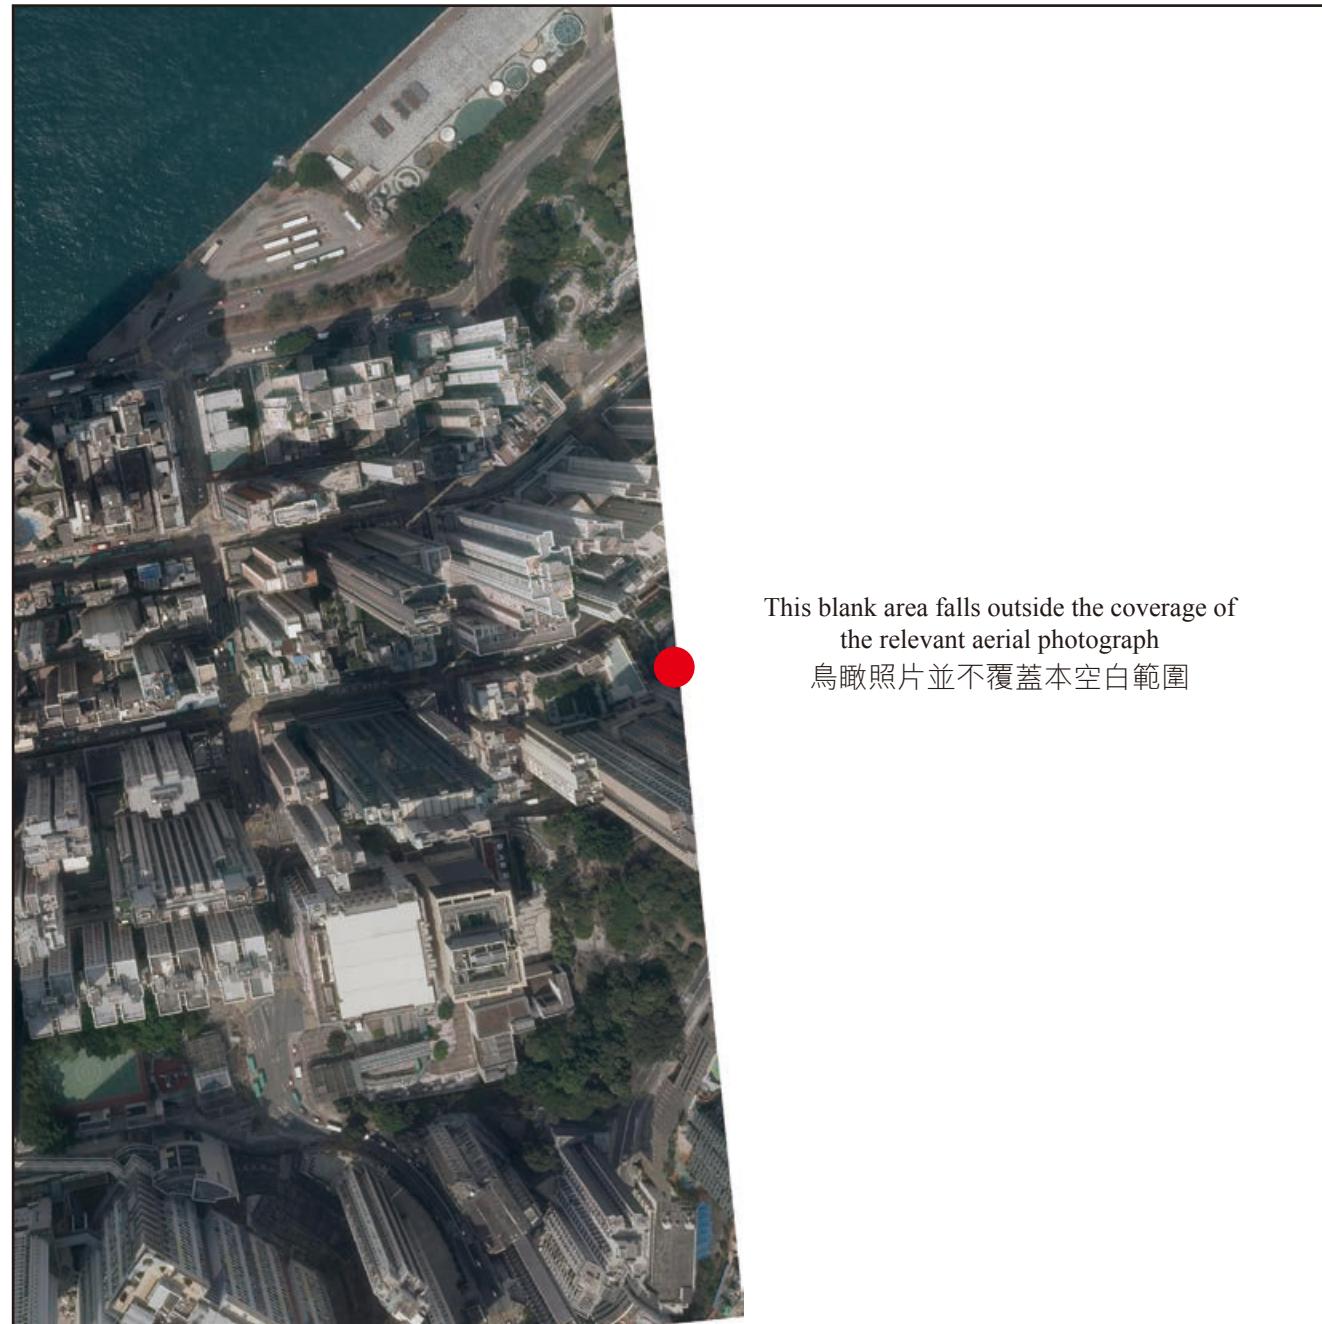 This blank area falls outside the coverage of
the relevant aerial photograph
鳥瞰照片並不覆蓋本空白範圍